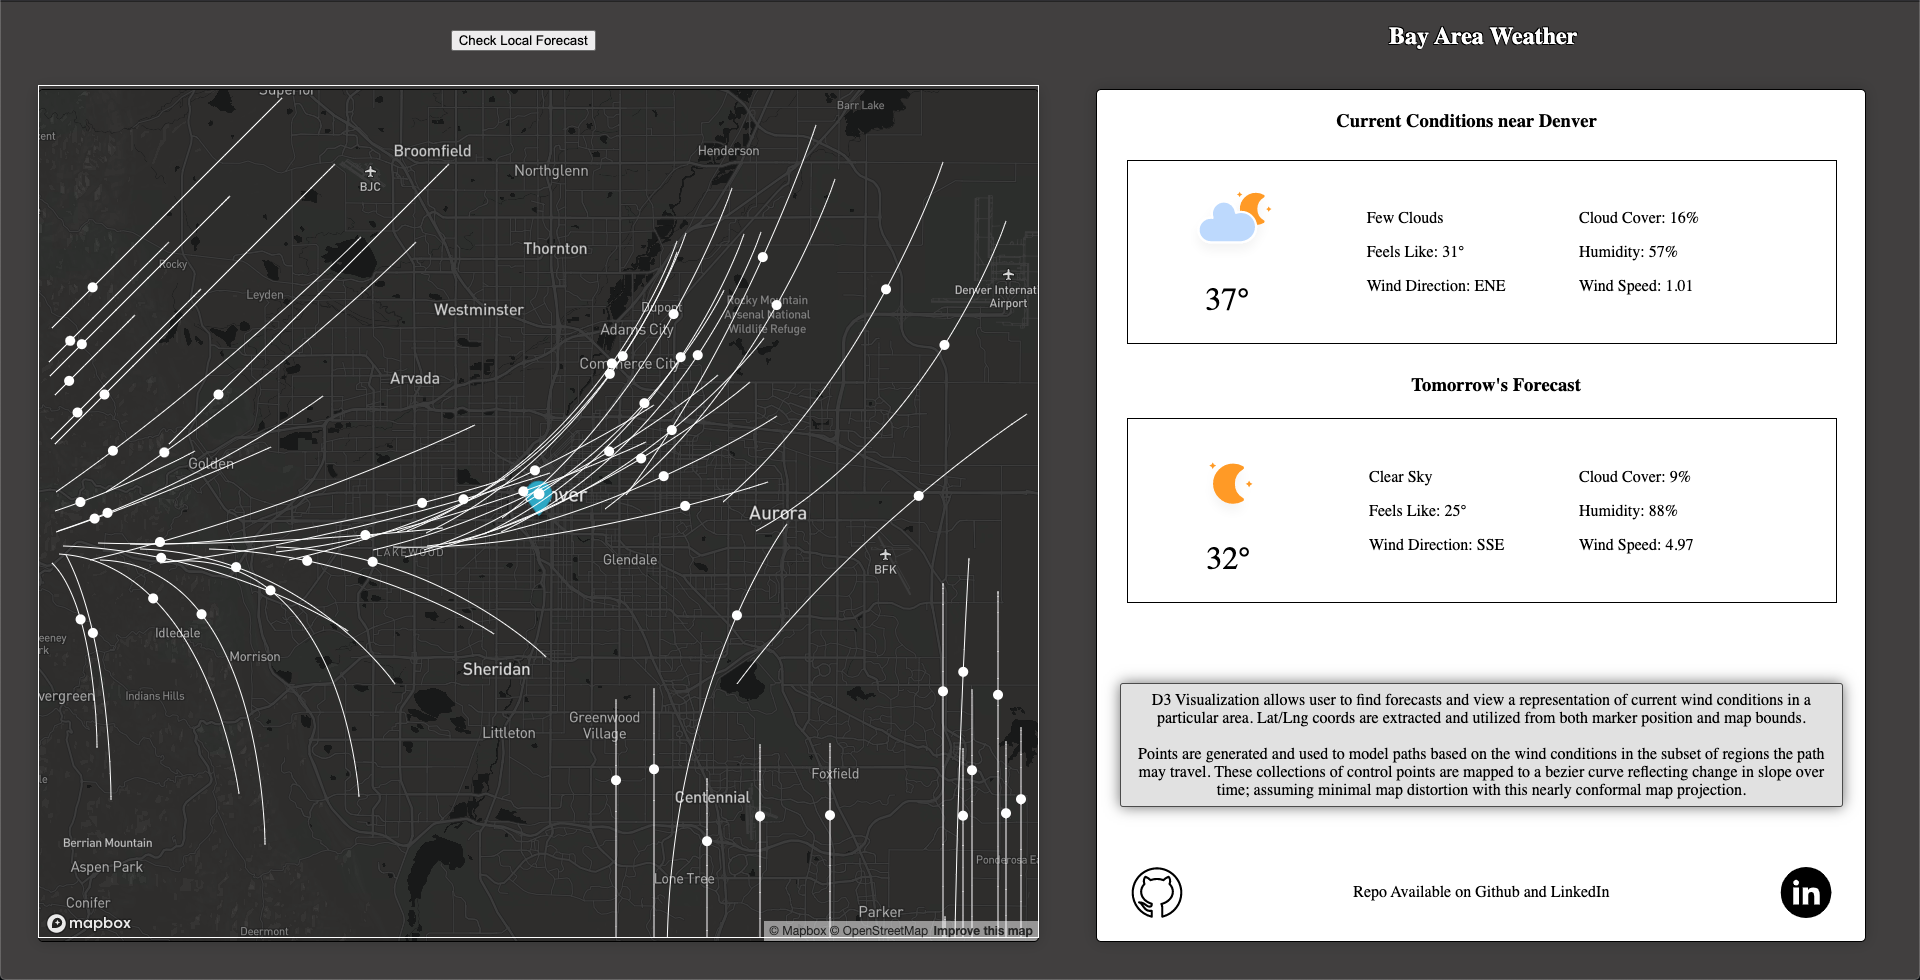 Check Local Forecast
Bay Area Weather
Superior
Barr Lake
Broomfield
Henderson
Northglenn
BJC
Thornton
Rocky
Leyden
Denver Internat
Airport
Westminster
Dupont
Rocky Mountain
Arsenal National
Wildlife Refuge
Adams City
Commerce City
Arvada
Golden
nver
Aurora
LAKEWOOD
Glendale
BFK
Idledale
eeney
rk
Morrison
Sheridan
vergreen
Indians Hills
Greenwood
Village
Littleton
Foxfield
Centennial
Berrian Mountain
Aspen Park
Ponderosa Ea
Lone Tree
Conifer
Parker
mapbox
Deermont
© Mapbox © OpenStreetMap Improve this map
Current Conditions near Denver
Few Clouds
Cloud Cover: 16%
Feels Like: 31°
Humidity: 57%
Wind Direction: ENE
Wind Speed: 1.01
37°
Tomorrow's Forecast
Clear Sky
Cloud Cover: 9%
Feels Like: 25°
Humidity: 88%
Wind Direction: SSE
Wind Speed: 4.97
32°
D3 Visualization allows user to find forecasts and view a representation of current wind conditions in a
particular area. Lat/Lng coords are extracted and utilized from both marker position and map bounds.
Points are generated and used to model paths based on the wind conditions in the subset of regions the path
may travel. These collections of control points are mapped to a bezier curve reflecting change in slope over
time; assuming minimal map distortion with this nearly conformal map projection.
Repo Available on Github and LinkedIn
in